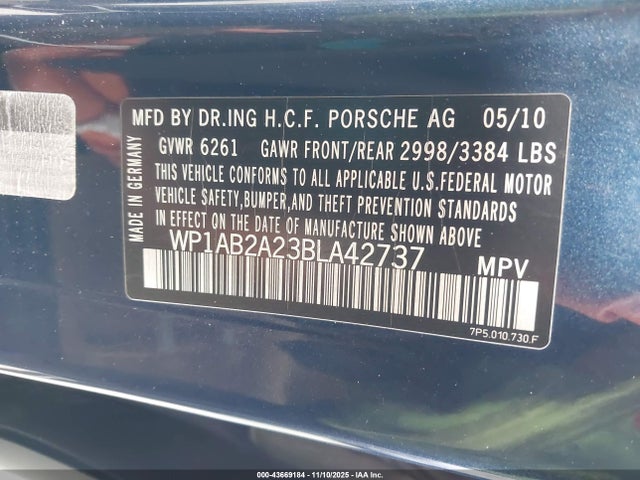 MFD BY DR.ING H.C.F. PORSCHE AG 05/10
GVWR 6261 GAWR FRONT/REAR 2998/3384 LBS
THIS VEHICLE CONFORMS TO ALL APPLICABLE U.S.FEDERAL MOTOR
VEHICLE SAFETY,BUMPER,AND THEFT PREVENTION STANDARDS
IN EFFECT ON THE DATE OF MANUFACTURE SHOWN ABOVE
MADE IN GERMANY
WP1AB2A23BLA42737 MPV
7P5.010.730.F
000-43669184 - 11/10/2025 - IAA Inc.